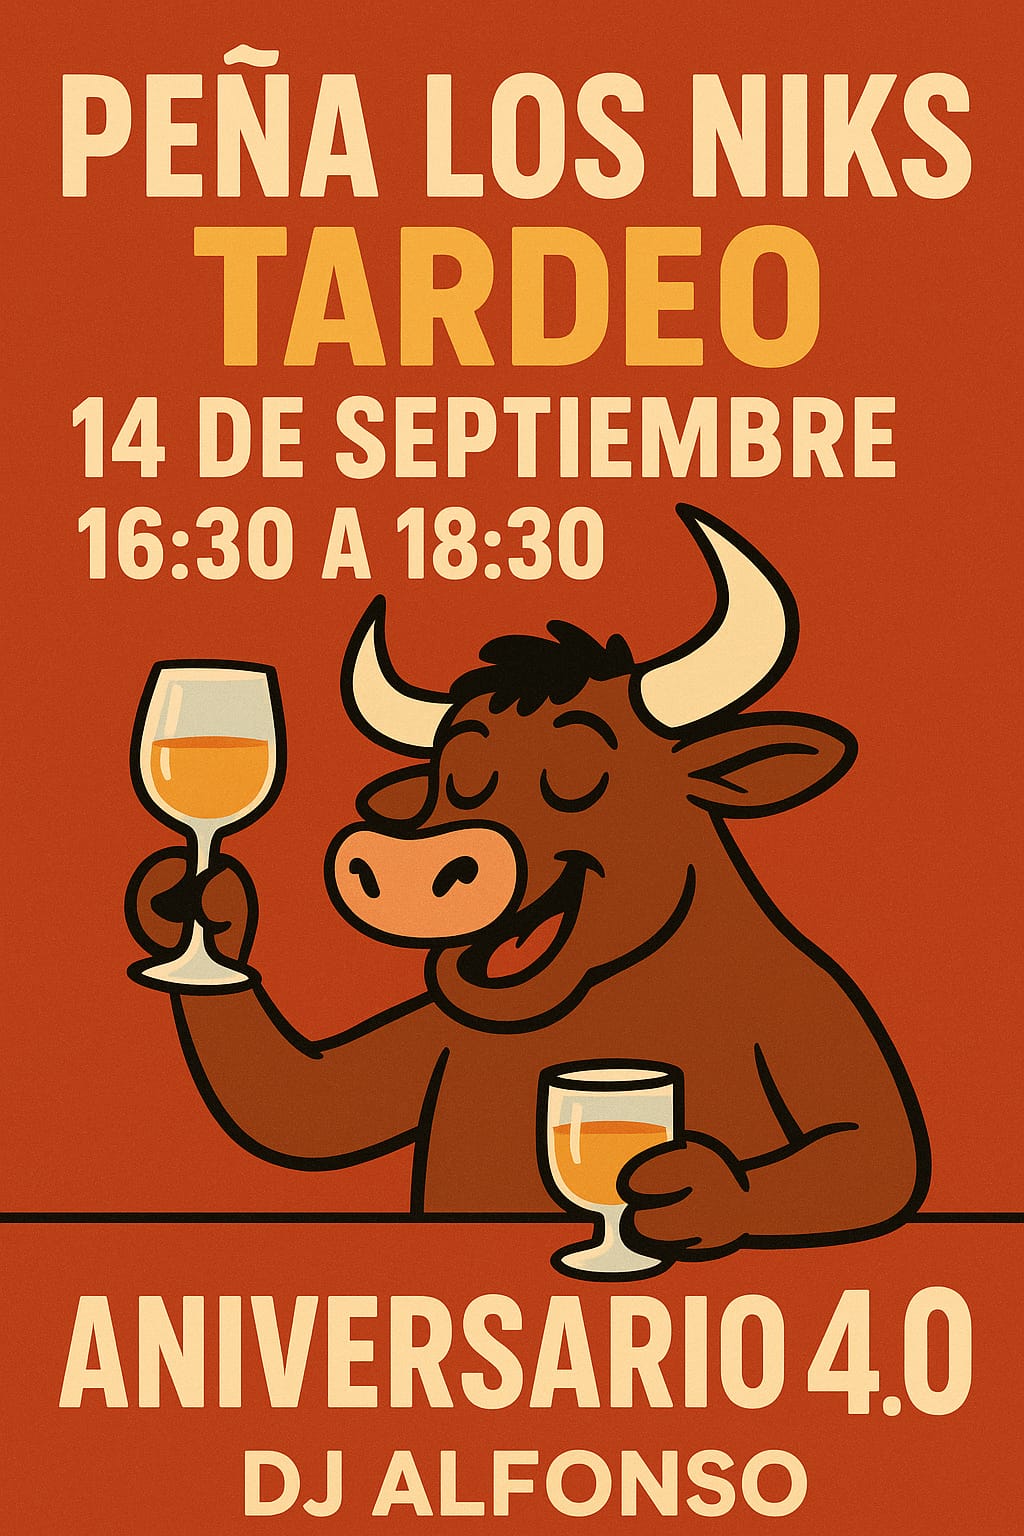 PEÑA LOS NIKS
TARDEO
14 DE SEPTIEMBRE
16:30 A 18:30
ANIVERSARIO 4.0
DJ ALFONSO